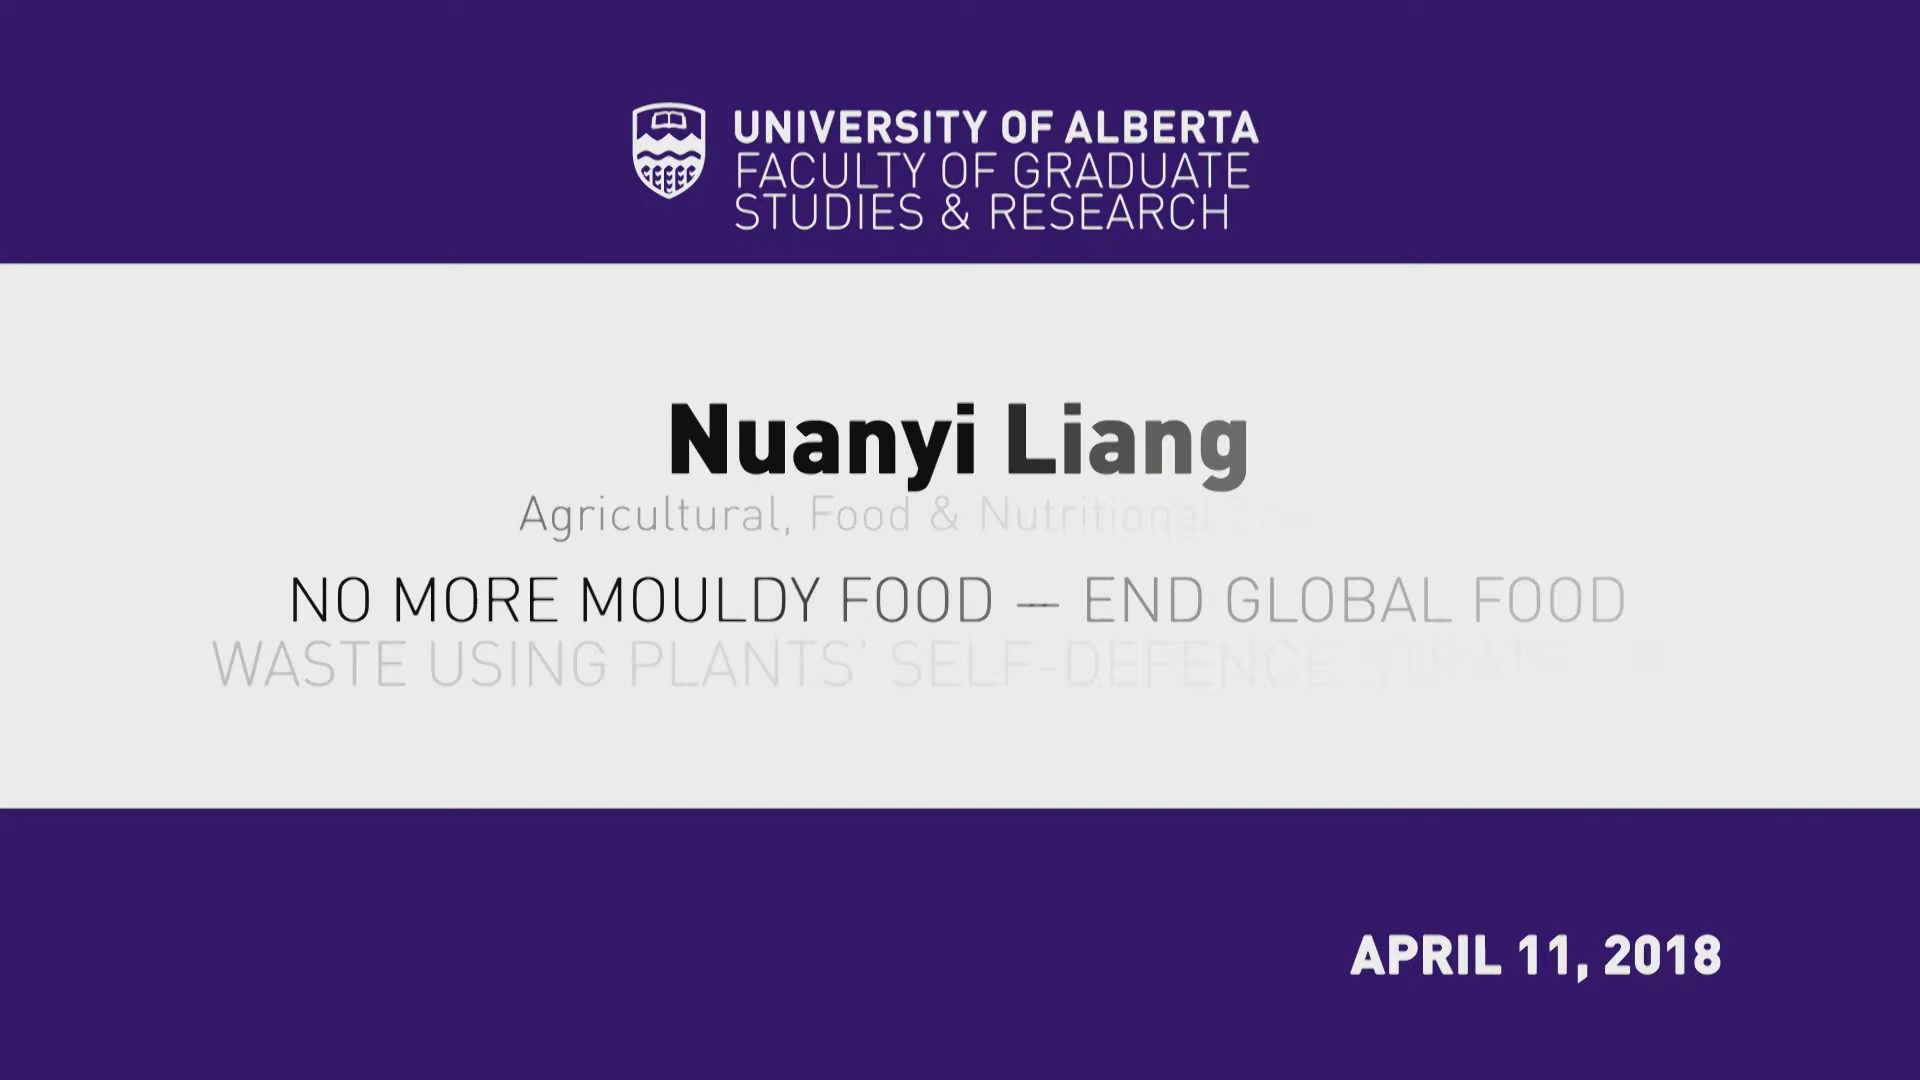 UNIVERSITY OF ALBERTA
FACULTY OF GRADUATE
STUDIES & RESEARCH
Nuanyi Liang
Agricultural, Food & Nutritional
NO MORE MOULDY FOOD — END GLOBAL FOOD
WASTE USING PLANTS' SELF-DEFENCE
APRIL 11, 2018